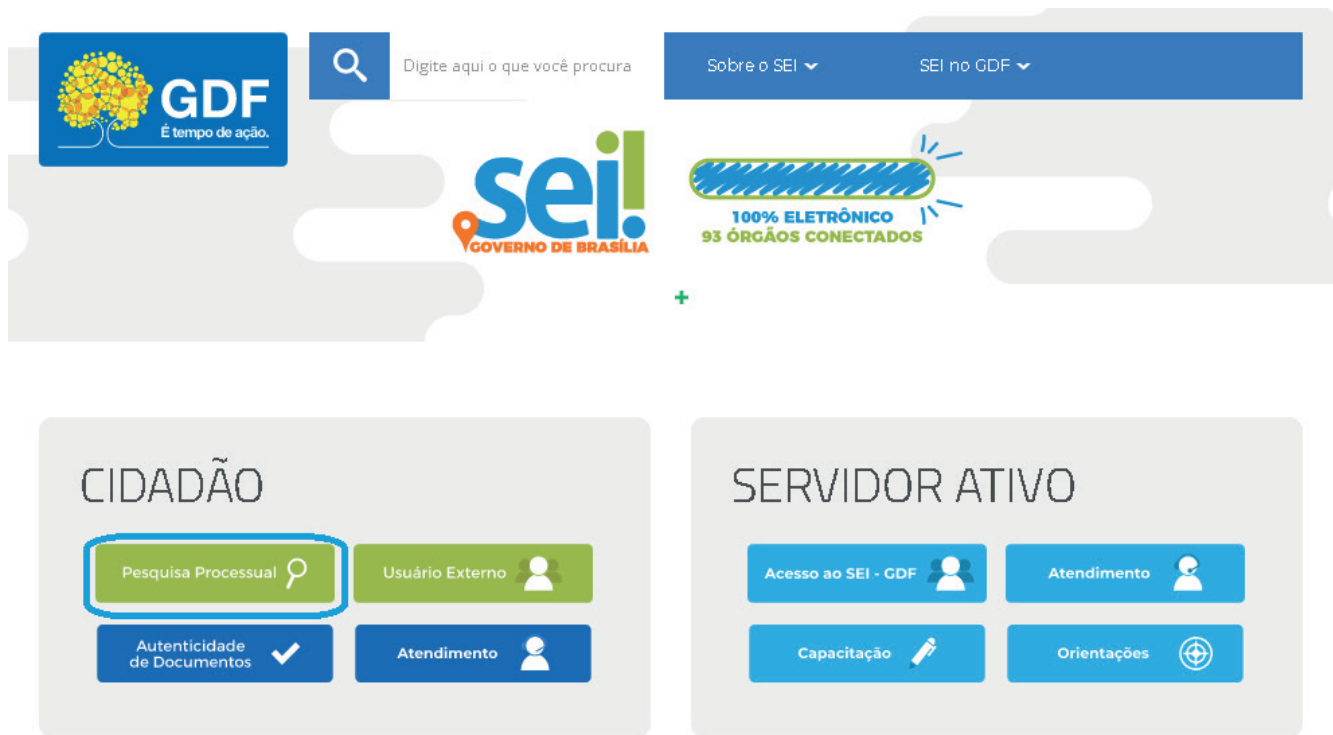 GDF
É tempo de ação.
Digite aqui o que você procura
Sobre o SEI
SEI no GDF
sei!
GOVERNO DE BRASÍLIA
100% ELETRÔNICO
93 ÓRGÃOS CONECTADOS
+
CIDADÃO
Pesquisa Processual
Usuário Externo
Autenticidade
de Documentos
Atendimento
SERVIDOR ATIVO
Acesso ao SEI - GDF
Atendimento
Capacitação
Orientações